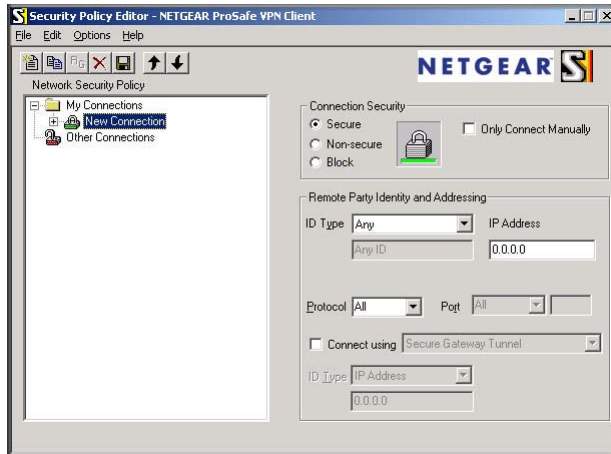 Security Policy Editor - NETGEAR ProSafe VPN Client
File Edit Options Help
NETGEAR
Network Security Policy
My Connections
New Connection
Other Connections
Connection Security
Secure
Non-secure
Block
Only Connect Manually
Remote Party Identity and Addressing
ID Type Any IP Address
Any ID 0.0.0.0
Protocol All Port All
Connect using Secure Gateway Tunnel
ID Type IP Address
0.0.0.0